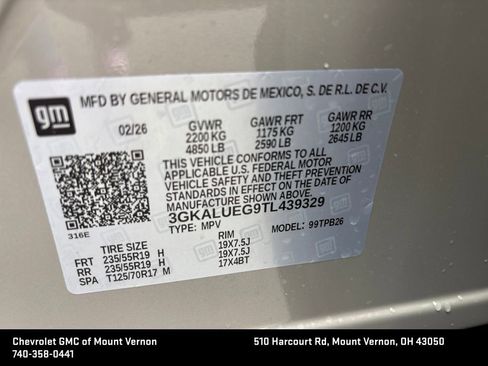 gm
MFD BY GENERAL MOTORS DE MEXICO, S. DE R.L. DE C.V.
02/26 GVWR GAWR FRT GAWR RR
2200 KG 1175 KG 1200 KG
4850 LB 2590 LB 2645 LB
THIS VEHICLE CONFORMS TO ALL
APPLICABLE U.S. FEDERAL MOTOR
VEHICLE SAFETY AND THEFT PREVENTION
STANDARDS IN EFFECT ON THE DATE OF
MANUFACTURE SHOWN ABOVE.
3GKALUEG9TL439329
316E
TYPE: MPV MODEL: 99TPB26
TIRE SIZE RIM
FRT 235/55R19 H 19X7.5J
RR 235/55R19 H 19X7.5J
SPA T125/70R17 M 17X4BT
Chevrolet GMC of Mount Vernon
740-358-0441
510 Harcourt Rd, Mount Vernon, OH 43050